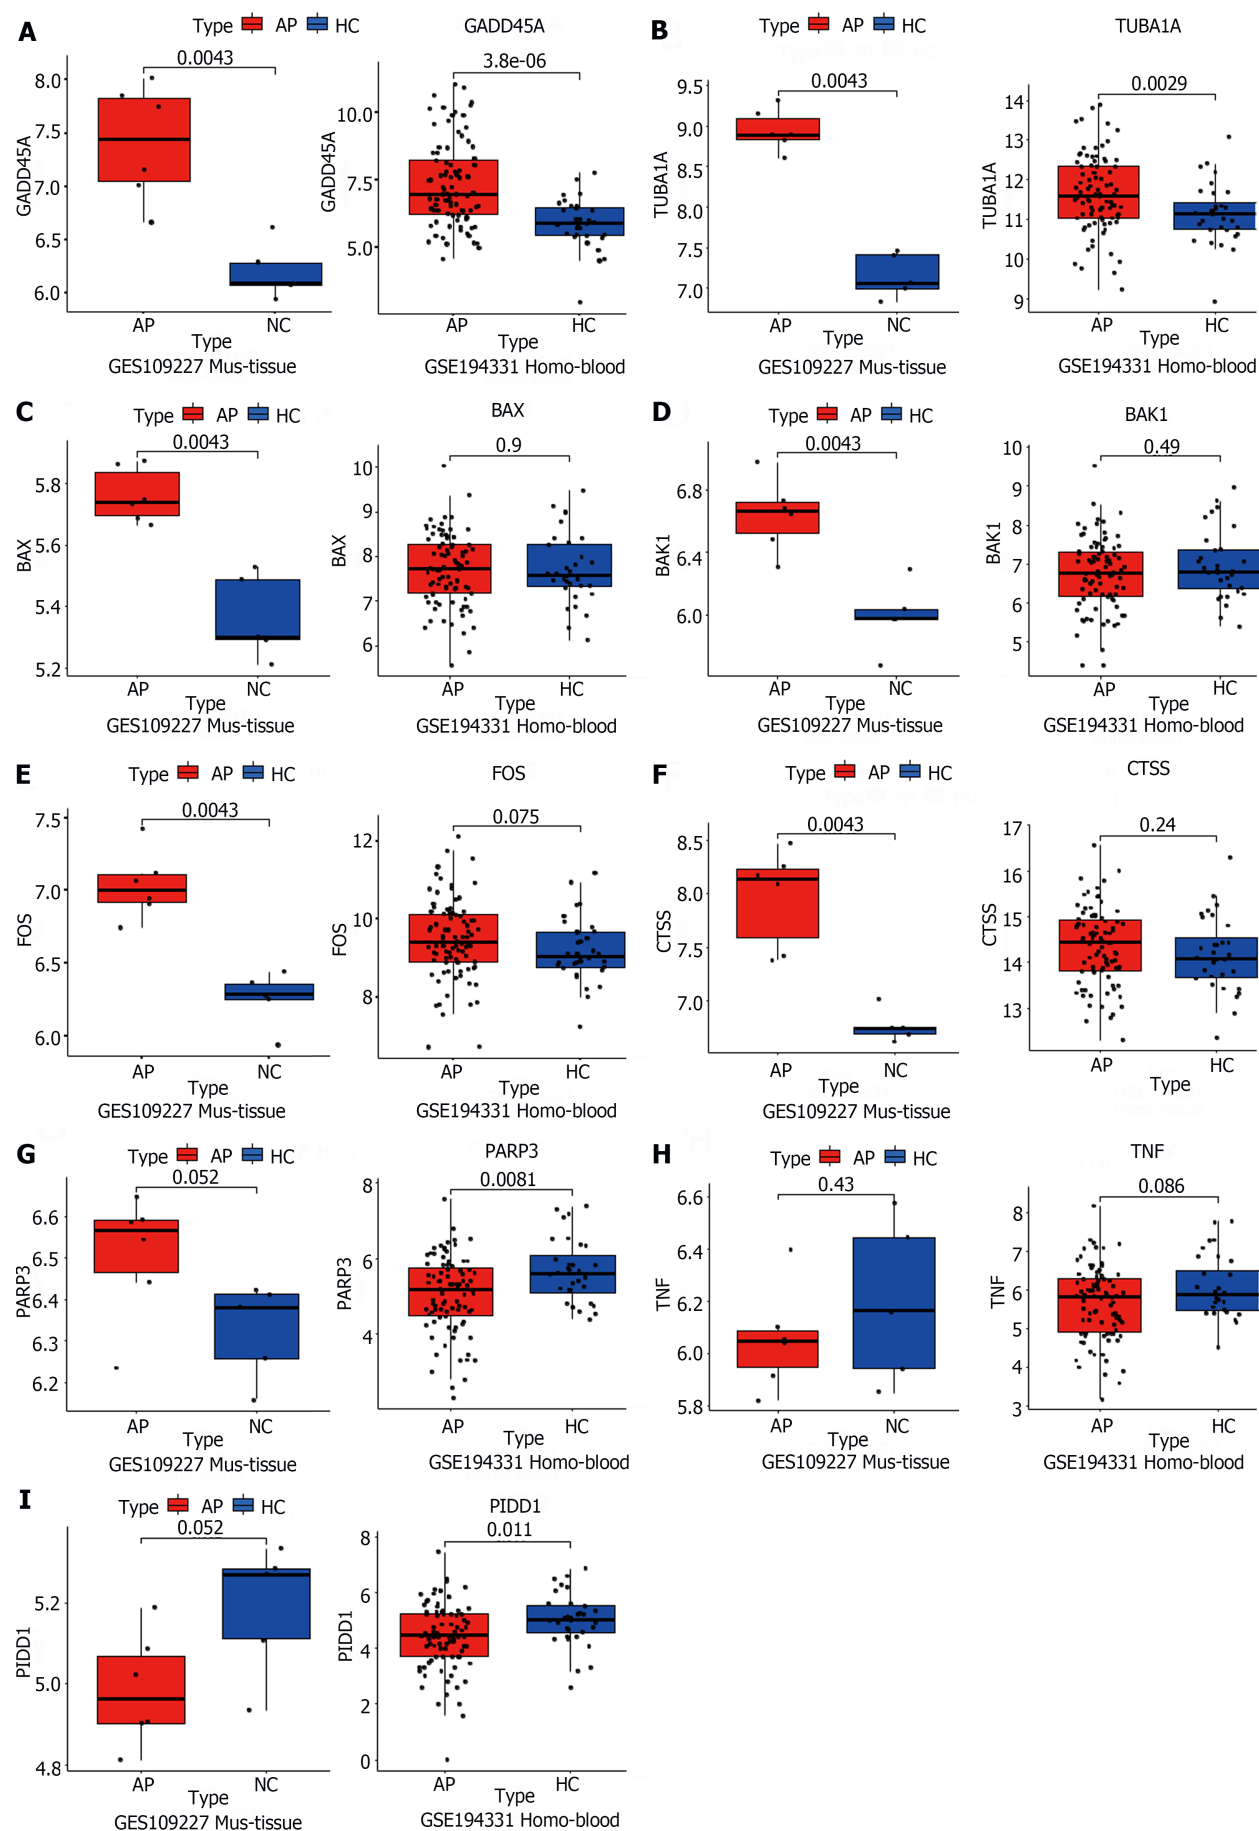 A
Type AP HC
GADD45A
0.0043
GADD45A
8.0
7.5
7.0
6.5
6.0
AP NC
Type
GES109227 Mus-tissue
3.8e-06
GADD45A
10.0
7.5
5.0
AP HC
Type
GSE194331 Homo-blood
B
Type AP HC
TUBA1A
0.0043
TUBA1A
9.5
9.0
8.5
8.0
7.5
7.0
AP NC
Type
GES109227 Mus-tissue
0.0029
TUBA1A
14
13
12
11
10
9
AP HC
Type
GSE194331 Homo-blood
C
Type AP HC
BAX
0.0043
BAX
5.8
5.6
5.4
5.2
AP NC
Type
GES109227 Mus-tissue
0.9
BAX
10
9
8
7
6
AP HC
Type
GSE194331 Homo-blood
D
Type AP HC
BAK1
0.0043
BAK1
6.8
6.4
6.0
AP NC
Type
GES109227 Mus-tissue
0.49
BAK1
10
9
8
7
6
5
AP HC
Type
GSE194331 Homo-blood
E
Type AP HC
FOS
0.0043
FOS
7.5
7.0
6.5
6.0
AP NC
Type
GES109227 Mus-tissue
0.075
FOS
12
10
8
AP HC
Type
GSE194331 Homo-blood
F
Type AP HC
CTSS
0.0043
CTSS
8.5
8.0
7.5
7.0
AP NC
Type
GES109227 Mus-tissue
0.24
CTSS
17
16
15
14
13
AP HC
Type
G
Type AP HC
PARP3
0.052
PARP3
6.6
6.5
6.4
6.3
6.2
AP NC
Type
GES109227 Mus-tissue
0.0081
PARP3
8
6
4
AP HC
Type
GSE194331 Homo-blood
H
Type AP HC
TNF
0.43
TNF
6.6
6.4
6.2
6.0
5.8
AP NC
Type
GES109227 Mus-tissue
0.086
TNF
8
7
6
5
4
3
AP HC
Type
GSE194331 Homo-blood
I
Type AP HC
PIDD1
0.052
PIDD1
5.2
5.0
4.8
AP NC
Type
GES109227 Mus-tissue
0.011
PIDD1
8
6
4
2
0
AP HC
Type
GSE194331 Homo-blood